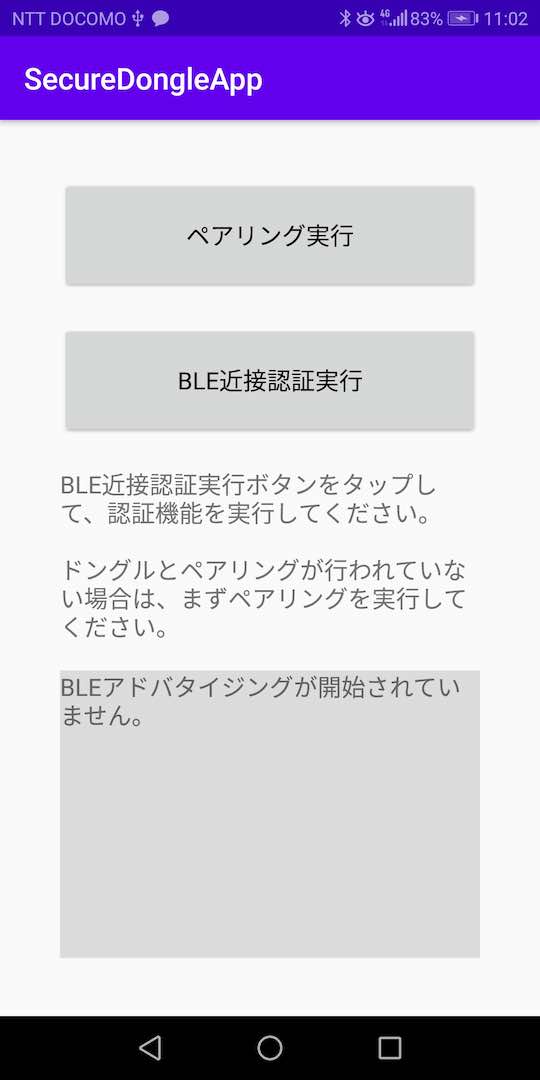 NTT DOCOMO 4G 83% 11:02
SecureDongleApp
ペアリング実行
BLE近接認証実行
BLE近接認証実行ボタンをタップし
て、認証機能を実行してください。
ドングルとペアリングが行われていな
い場合は、まずペアリングを実行して
ください。
BLEアドバタイジングが開始されてい
ません。